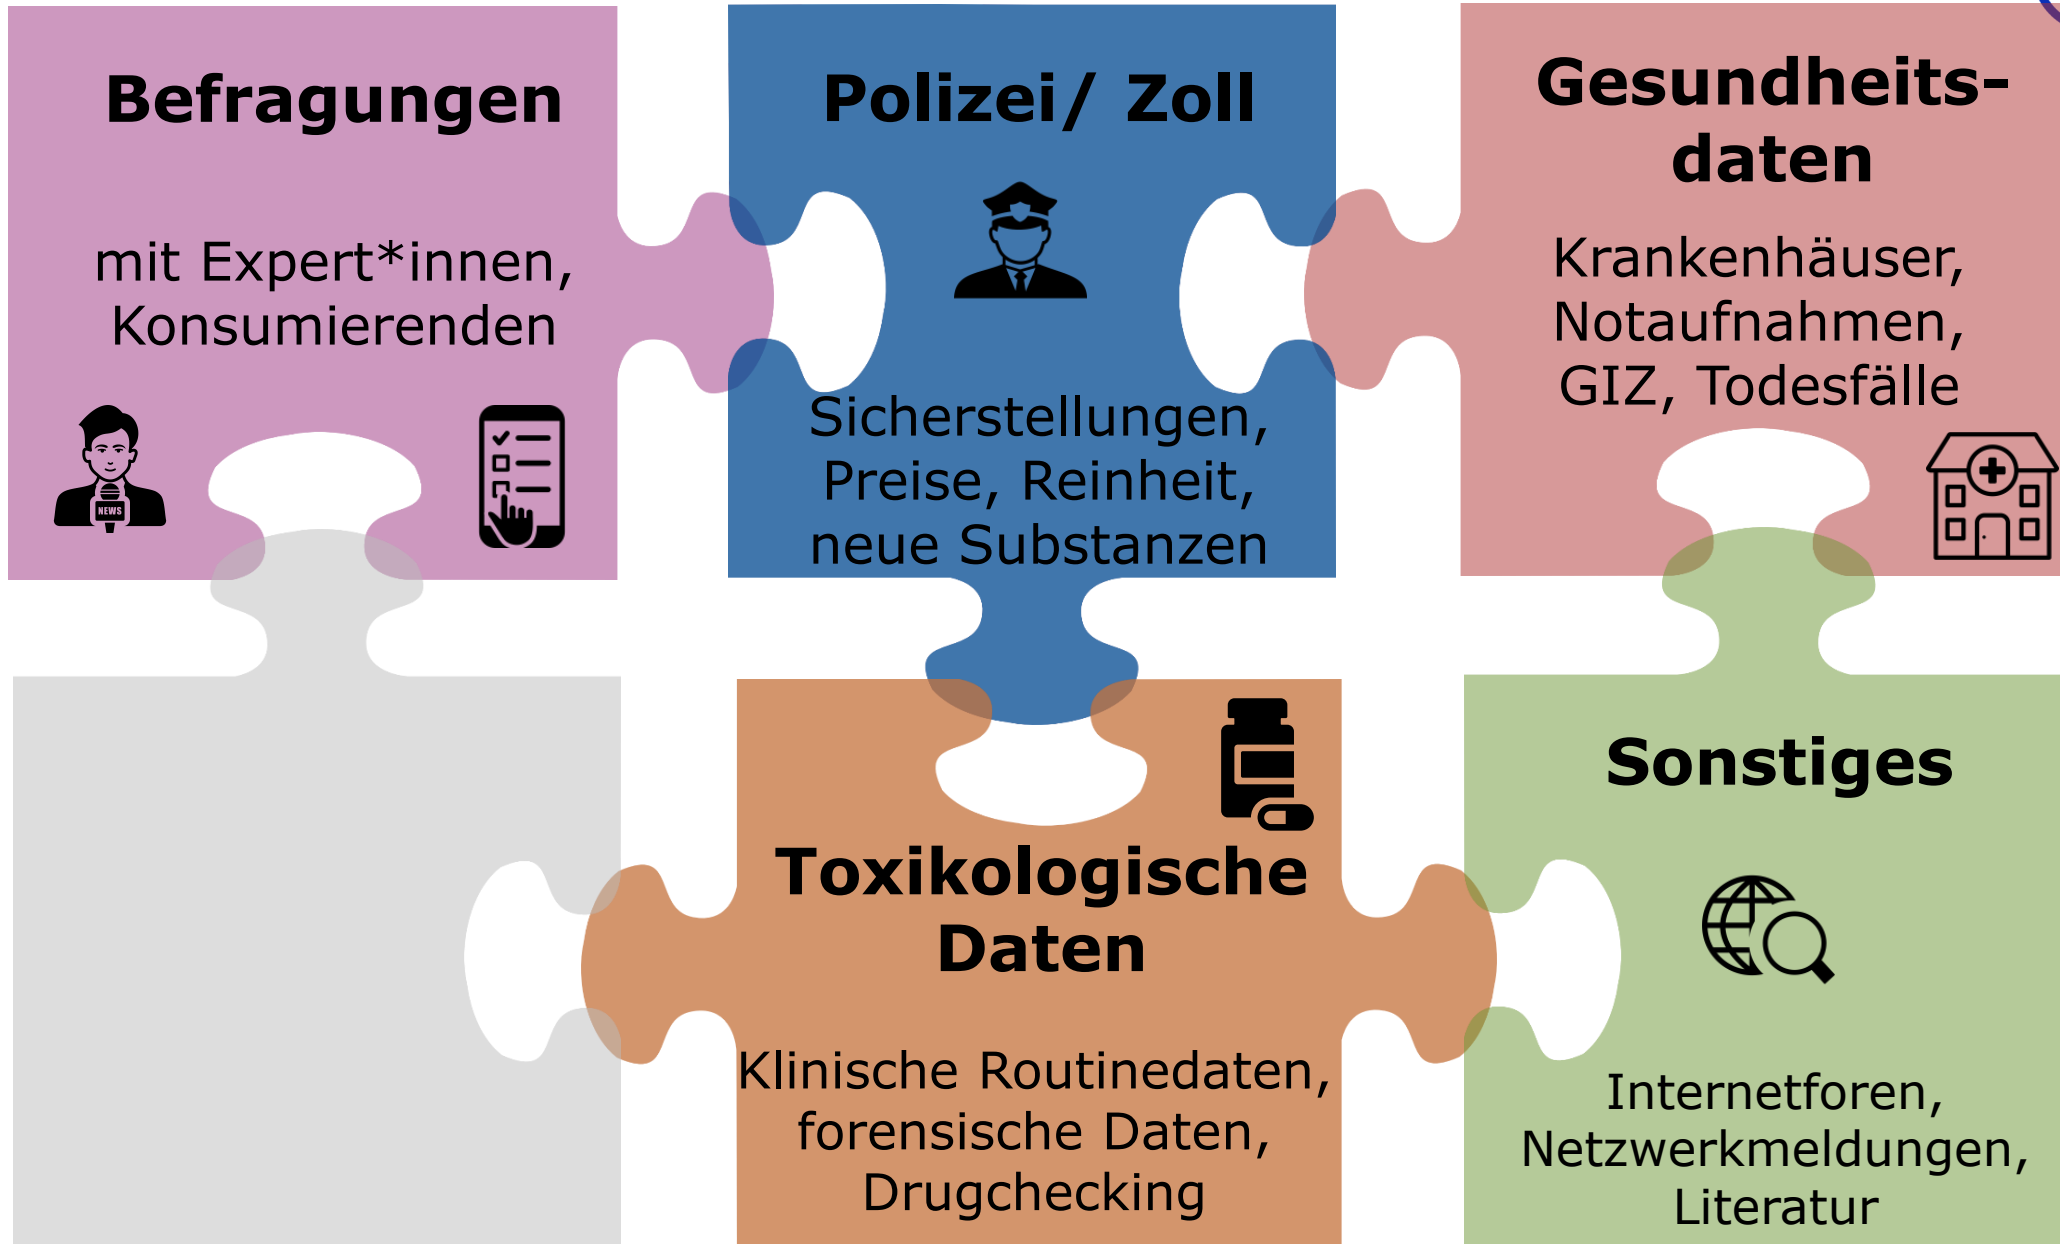 Befragungen
mit Expert*innen,
Konsumierenden
NEWS
Polizei/ Zoll
Sicherstellungen,
Preise, Reinheit,
neue Substanzen
Gesundheits-
daten
Krankenhäuser,
Notaufnahmen,
GIZ, Todesfälle
Toxikologische
Daten
Klinische Routinedaten,
forensische Daten,
Drugchecking
Sonstiges
Internetforen,
Netzwerkmeldungen,
Literatur